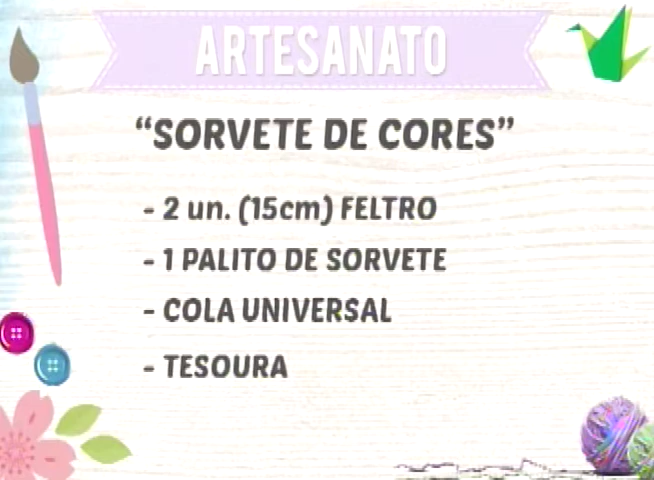 ARTESANATO
“SORVETE DE CORES”
- 2 un. (15cm) FELTRO
- 1 PALITO DE SORVETE
- COLA UNIVERSAL
- TESOURA